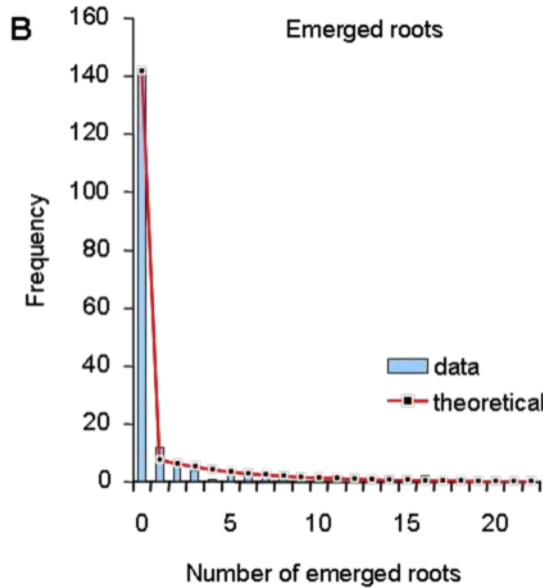 B
Emerged roots
160
140
120
100
80
60
40
20
0
Frequency
data
theoretical
0 5 10 15 20
Number of emerged roots